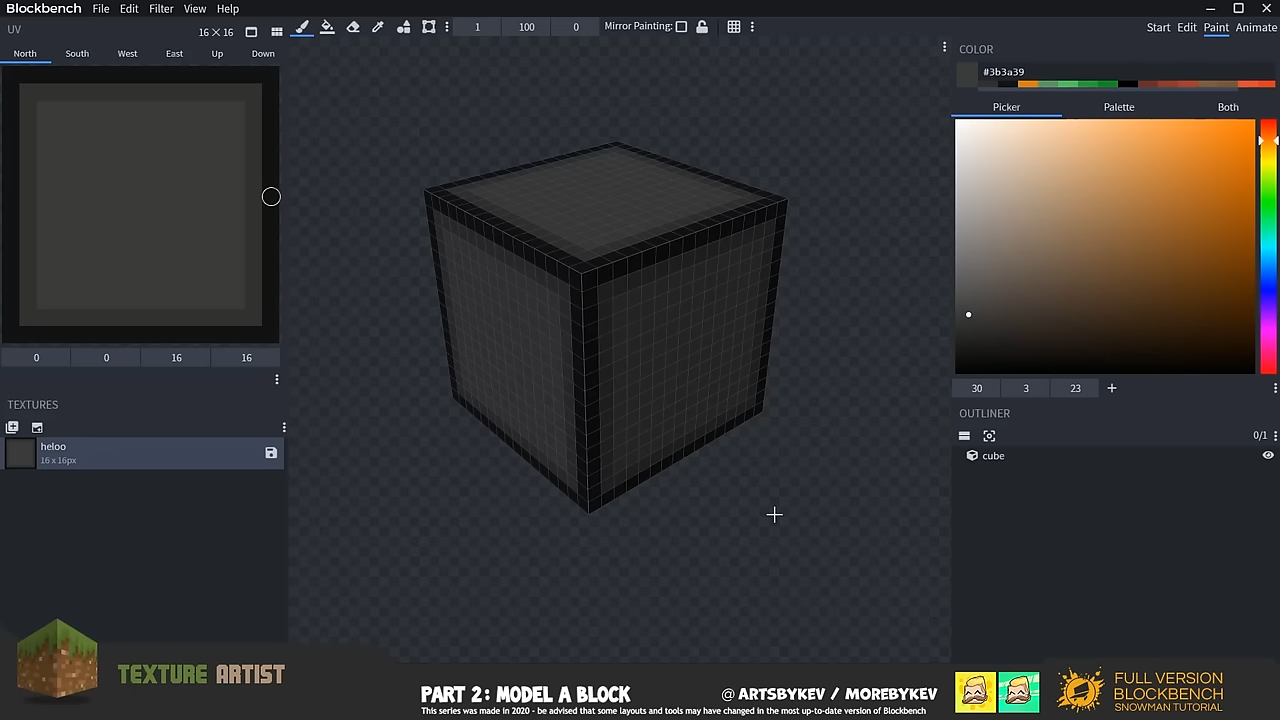 Blockbench File Edit Filter View Help
UV 16 × 16 1 100 0 Mirror Painting: Start Edit Paint Animate
North South West East Up Down
COLOR
#3b3a39
Picker Palette Both
0 0 16 16
30 3 23
TEXTURES
OUTLINER
heloo
16 x 16px
0/1
cube
TEXTURE ARTIST
PART 2: MODEL A BLOCK
@ARTSBYKEV / MOREBYKEV
This series was made in 2020 - be advised that some layouts and tools may have changed in the most up-to-date version of Blockbench
FULL VERSION
BLOCKBENCH
SNOWMAN TUTORIAL